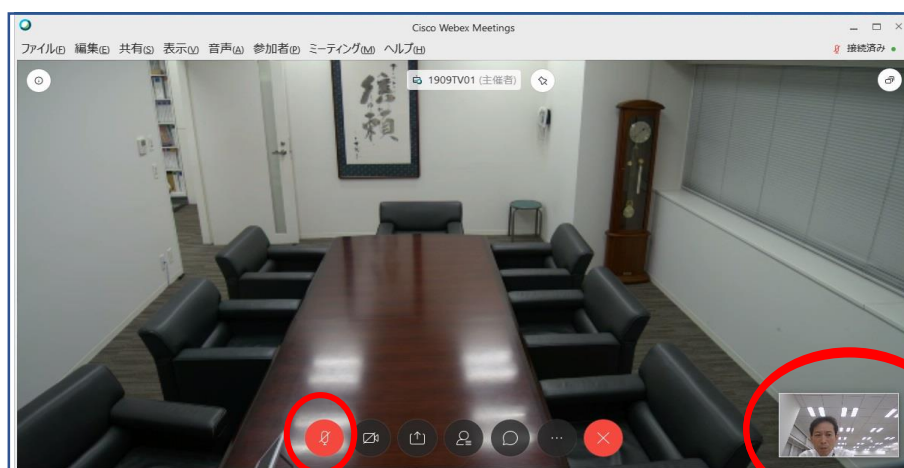 Cisco Webex Meetings
ファイル(F) 編集(E) 共有(S) 表示(V) 音声(A) 参加者(P) ミーティング(M) ヘルプ(H)
接続済み
1909TV01 (主催者)
信頼